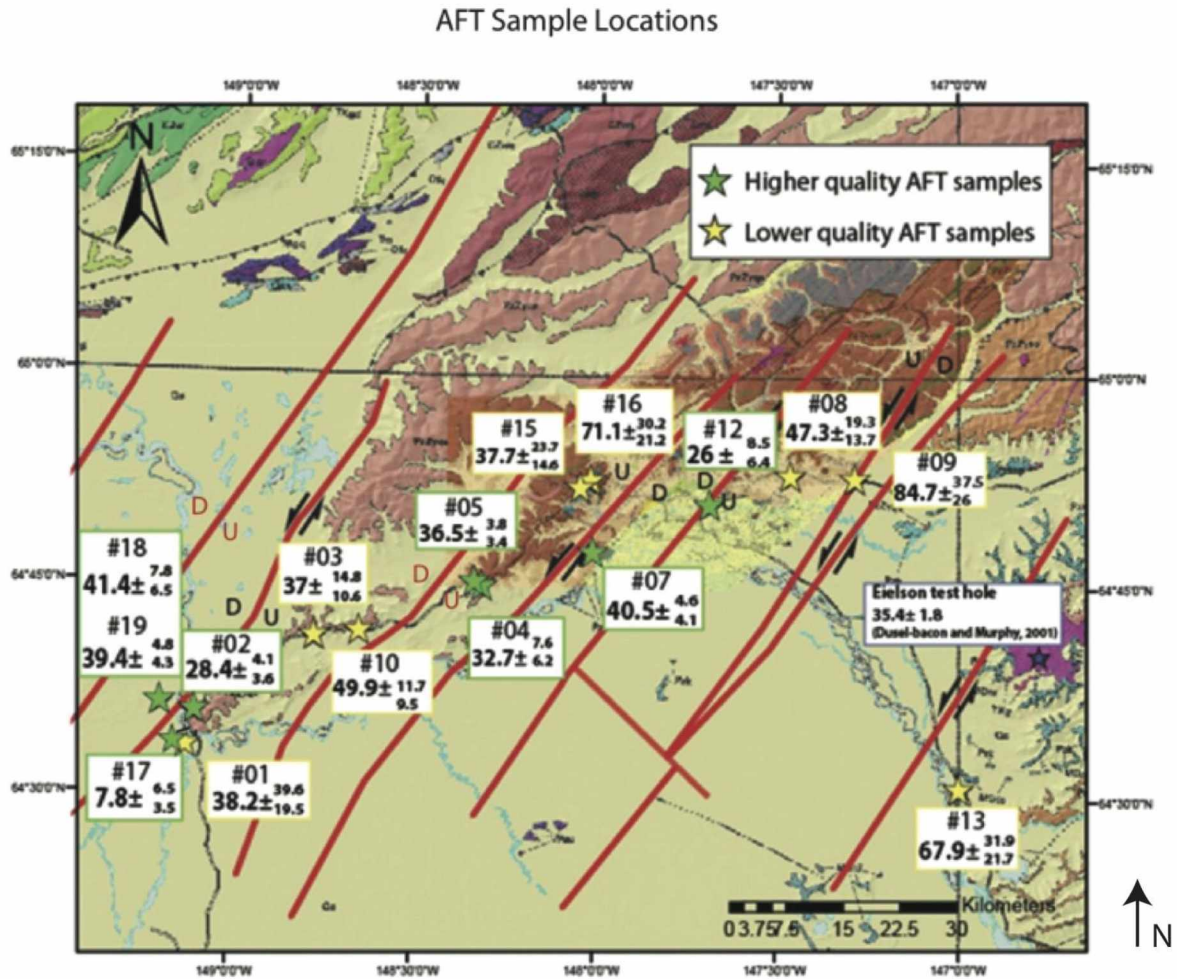 AFT Sample Locations
149°0'0"W 148°30'0"W 148°0'0"W 147°30'0"W 147°0'0"W
N
65°15'0"N
65°15'0"N
Higher quality AFT samples
Lower quality AFT samples
65°0'0"N
65°0'0"N
U D
#16
71.1± 30.2 21.2
#08
47.3± 19.3 13.7
#15
37.7± 23.7 14.6
#12
26 ± 8.5 6.4
#09
84.7± 37.5 26
U
D
D
U
#05
36.5± 3.8 3.4
D
U
#18
41.4± 7.8 6.5
#03
37± 14.8 10.6
D
U
64°45'0"N
64°45'0"N
#07
40.5± 4.6 4.1
Eielson test hole
35.4± 1.8
(Dusel-bacon and Murphy, 2001)
D
U
#19
39.4± 4.8 4.3
#02
28.4± 4.1 3.6
#04
32.7± 7.6 6.2
#10
49.9± 11.7 9.5
#17
7.8± 6.5 3.5
#01
38.2± 39.6 19.5
64°30'0"N
64°30'0"N
#13
67.9± 31.9 21.7
Kilometers
0 3.75 7.5 15 22.5 30
N
149°0'0"W 148°30'0"W 148°0'0"W 147°30'0"W 147°0'0"W